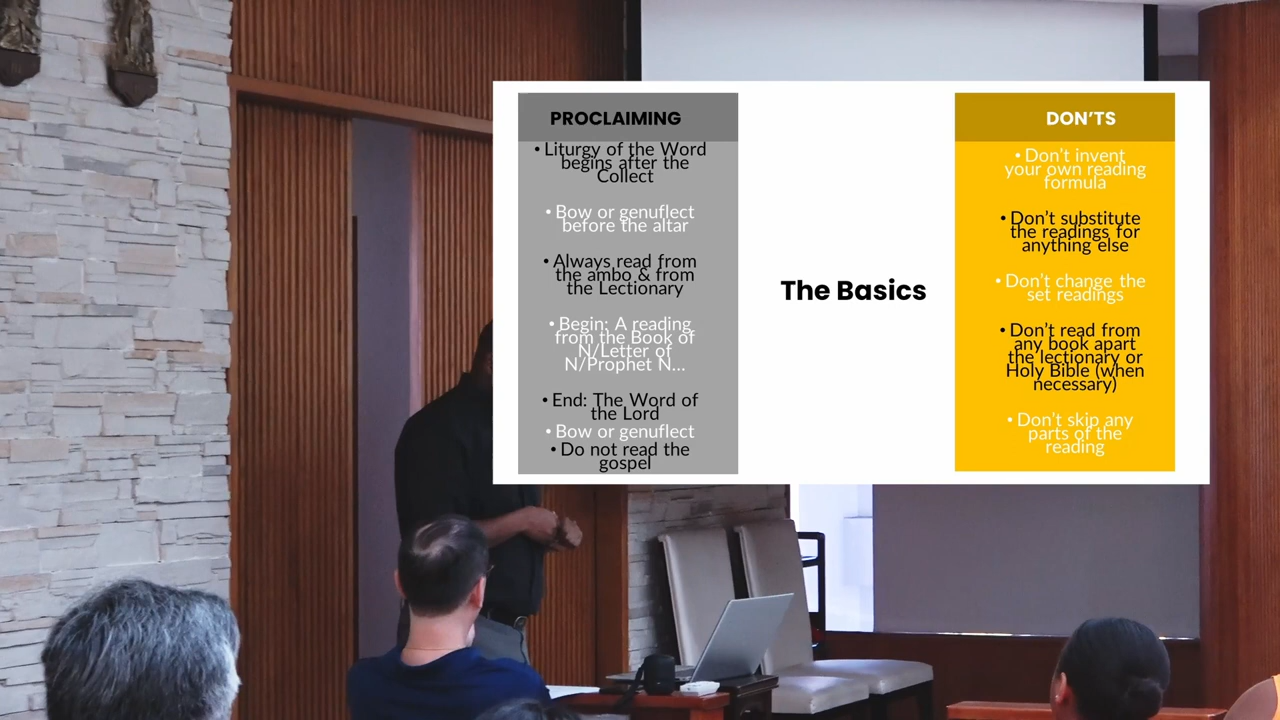 PROCLAIMING
• Liturgy of the Word
begins after the
Collect
• Bow or genuflect
before the altar
• Always read from
the ambo & from
the Lectionary
• Begin: A reading
from the Book of
N/Letter of
N/Prophet N...
• End: The Word of
the Lord
• Bow or genuflect
• Do not read the
gospel
The Basics
DON'TS
• Don't invent
your own reading
formula
• Don't substitute
the readings for
anything else
• Don't change the
set readings
• Don't read from
any book apart
the lectionary or
Holy Bible (when
necessary)
• Don't skip any
parts of the
reading